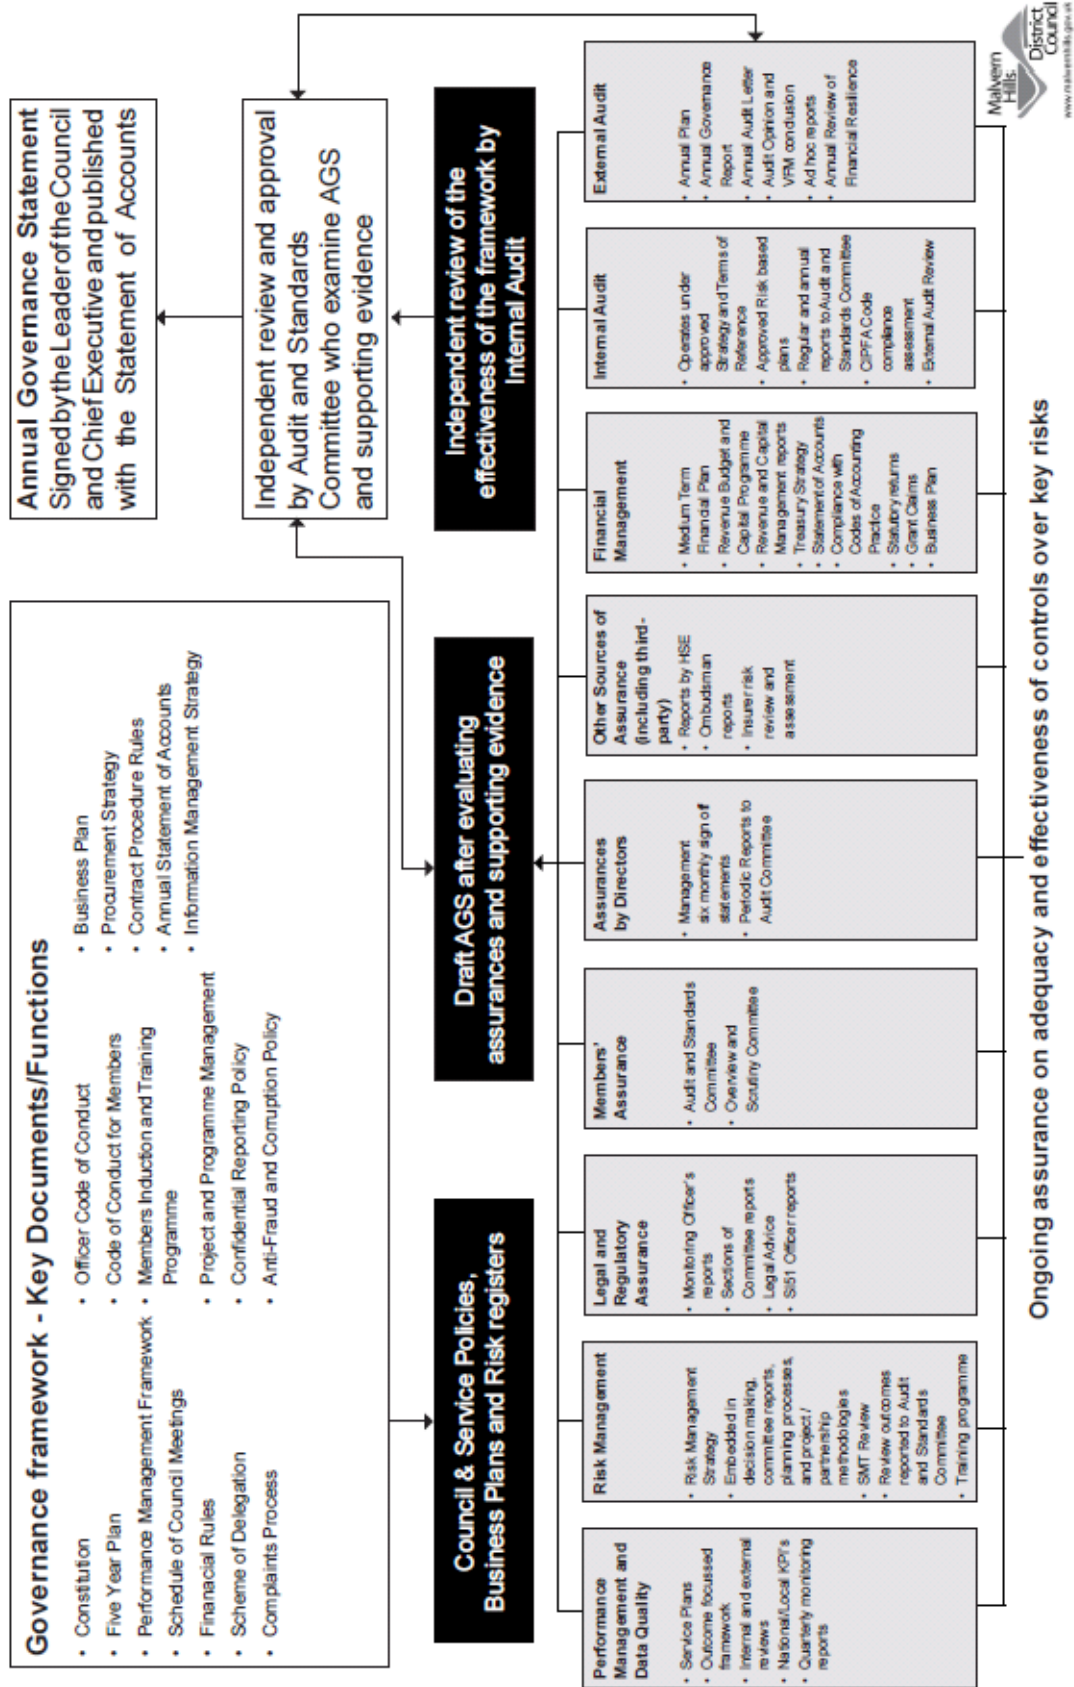 Governance framework - Key Documents/Functions
• Constitution
• Five Year Plan
• Performance Management Framework
• Schedule of Council Meetings
• Finanacial Rules
• Scheme of Delegation
• Complaints Process
• Officer Code of Conduct
• Code of Conduct for Members
• Members Induction and Training
Programme
• Project and Programme Management
• Confidential Reporting Policy
• Anti-Fraud and Corruption Policy
• Business Plan
• Procurement Strategy
• Contract Procedure Rules
• Annual Statement of Accounts
• Information Management Strategy
Annual Governance Statement
Signed by the Leader of the Council
and Chief Executive and published
with the Statement of Accounts
Independent review and approval
by Audit and Standards
Committee who examine AGS
and supporting evidence
Council & Service Policies,
Business Plans and Risk registers
Draft AGS after evaluating
assurances and supporting evidence
Independent review of the
effectiveness of the framework by
Internal Audit
Performance
Management and
Data Quality
• Service Plans
• Outcome focussed
framework
• Internal and external
reviews
• National/Local KPI's
• Quarterly monitoring
reports
Risk Management
• Risk Management
Strategy
• Embedded in
decision making,
committee reports,
planning processes,
and project /
partnership
methodologies
• SMT Review
• Review outcomes
reported to Audit
and Standards
Committee
• Training programme
Legal and
Regulatory
Assurance
• Monitoring Officer's
reports
• Sections of
Committee reports
• Legal Advice
• SI51 Officer reports
Members'
Assurance
• Audit and Standards
Committee
• Overview and
Scrutiny Committee
Assurances
by Directors
• Management
six monthly sign of
statements
• Periodic Reports to
Audit Committee
Other Sources of
Assurance
(including third-
party)
• Reports by HSE
• Ombudsman
reports
• Insurer risk
review and
assessment
Financial
Management
• Medium Term
Financial Plan
• Revenue Budget and
Capital Programme
• Revenue and Capital
Management reports
• Treasury Strategy
• Statement of Accounts
• Compliance with
Codes of Accounting
Practice
• Statutory returns
• Grant Claims
• Business Plan
Internal Audit
• Operates under
approved
Strategy and Terms of
Reference
• Approved Risk based
plans
• Regular and annual
reports to Audit and
Standards Committee
• CIPFA Code
compliance
assessment
• External Audit Review
External Audit
• Annual Plan
• Annual Governance
Report
• Annual Audit Letter
• Audit Opinion and
VFM conclusion
• Ad hoc reports
• Annual Review of
Financial Resilience
Ongoing assurance on adequacy and effectiveness of controls over key risks
Malvern
Hills
District
Council
www.malvernhills.gov.uk